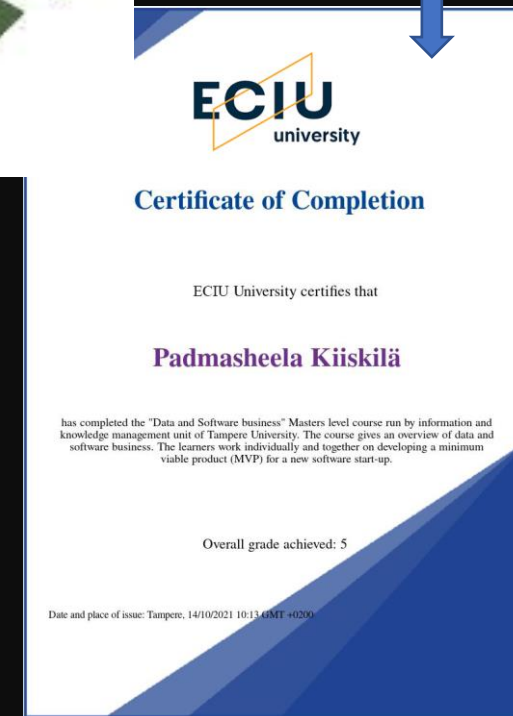 ECIU
university
Certificate of Completion
ECIU University certifies that
Padmasheela Kiiskilä
has completed the "Data and Software business" Masters level course run by information and
knowledge management unit of Tampere University. The course gives an overview of data and
software business. The learners work individually and together on developing a minimum
viable product (MVP) for a new software start-up.
Overall grade achieved: 5
Date and place of issue: Tampere, 14/10/2021 10:13 GMT +0200